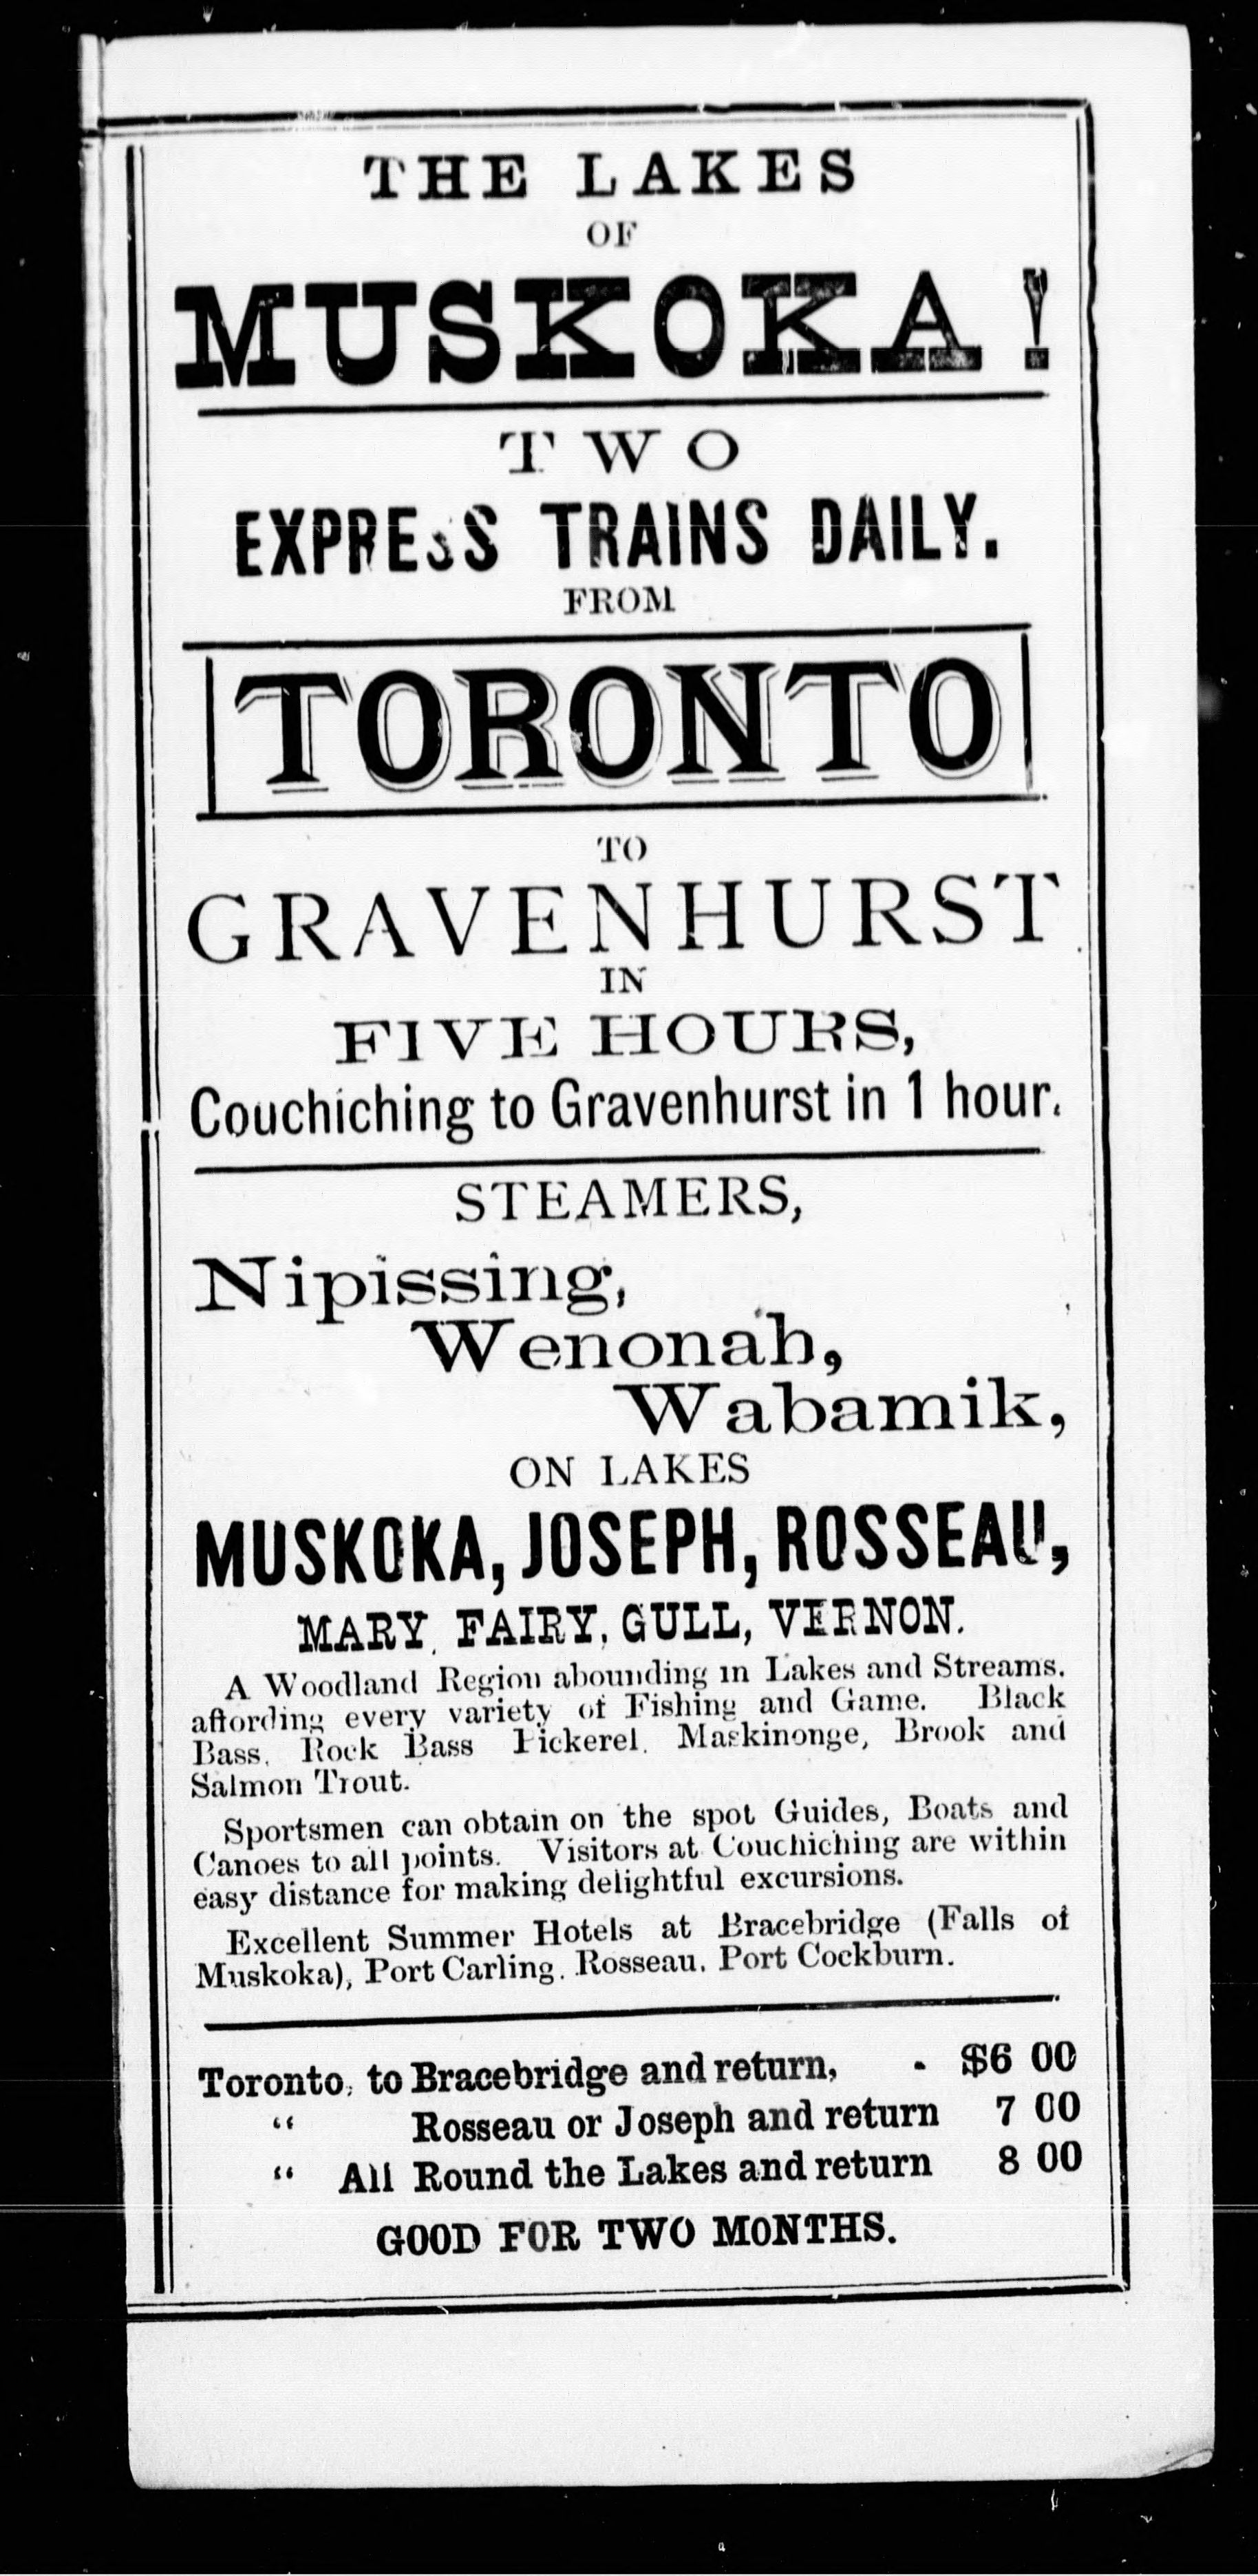 THE LAKES
OF
MUSKOKA!
TWO
EXPRESS TRAINS DAILY.
FROM
TORONTO
TO
GRAVENHURST
IN
FIVE HOURS,
Couchiching to Gravenhurst in 1 hour.
STEAMERS,
Nipissing,
Wenonah,
Wabamik,
ON LAKES
MUSKOKA, JOSEPH, ROSSEAU,
MARY, FAIRY, GULL, VERNON.
A Woodland Region abounding in Lakes and Streams,
affording every variety of Fishing and Game. Black
Bass, Rock Bass Pickerel, Maskinonge, Brook and
Salmon Trout.
Sportsmen can obtain on the spot Guides, Boats and
Canoes to all points. Visitors at Couchiching are within
easy distance for making delightful excursions.
Excellent Summer Hotels at Bracebridge (Falls of
Muskoka), Port Carling, Rosseau, Port Cockburn.
Toronto, to Bracebridge and return, - $6 00
“ Rosseau or Joseph and return 7 00
“ All Round the Lakes and return 8 00
GOOD FOR TWO MONTHS.